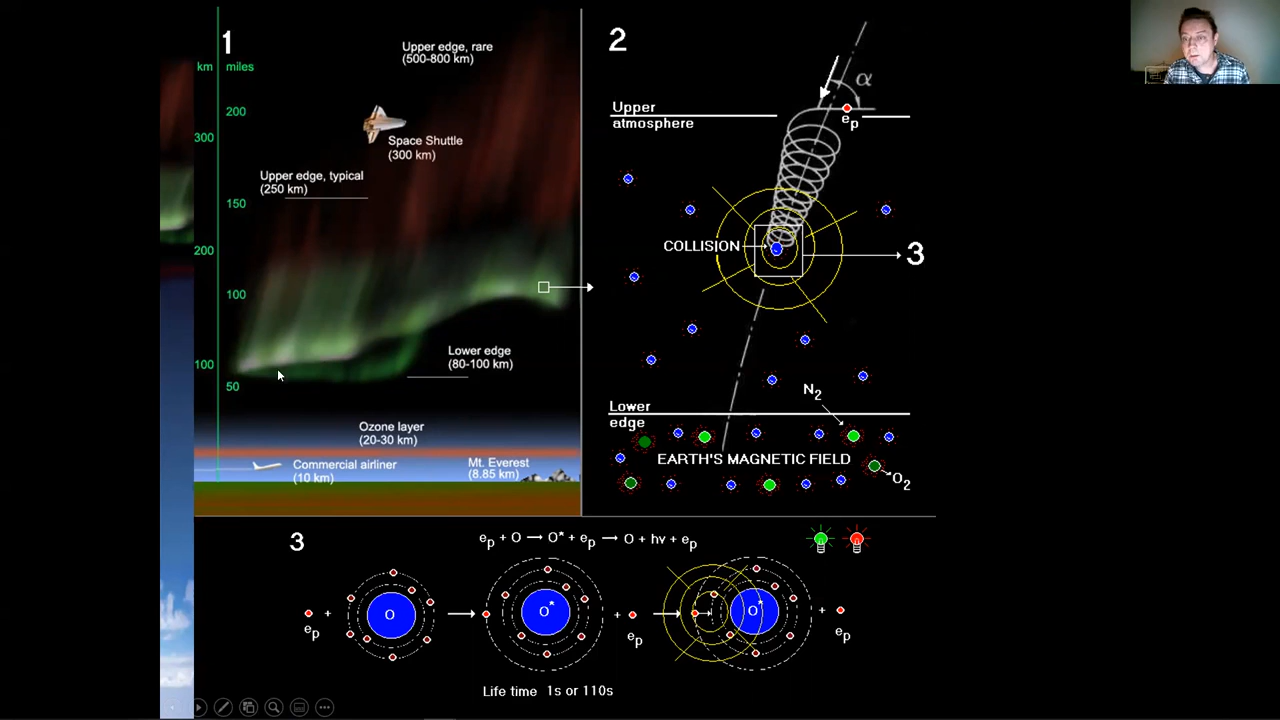 1
km miles
Upper edge, rare
(500-800 km)
200
300
Space Shuttle
(300 km)
Upper edge, typical
(250 km)
150
200
100
Lower edge
(80-100 km)
100
50
Ozone layer
(20-30 km)
Commercial airliner
(10 km)
Mt. Everest
(8.85 km)
2
α
Upper
atmosphere
ep
COLLISION
3
N2
Lower
edge
EARTH'S MAGNETIC FIELD
O2
3
ep + O → O* + ep → O + hν + ep
ep + O → O* + ep → O* + ep
Life time 1s or 110s